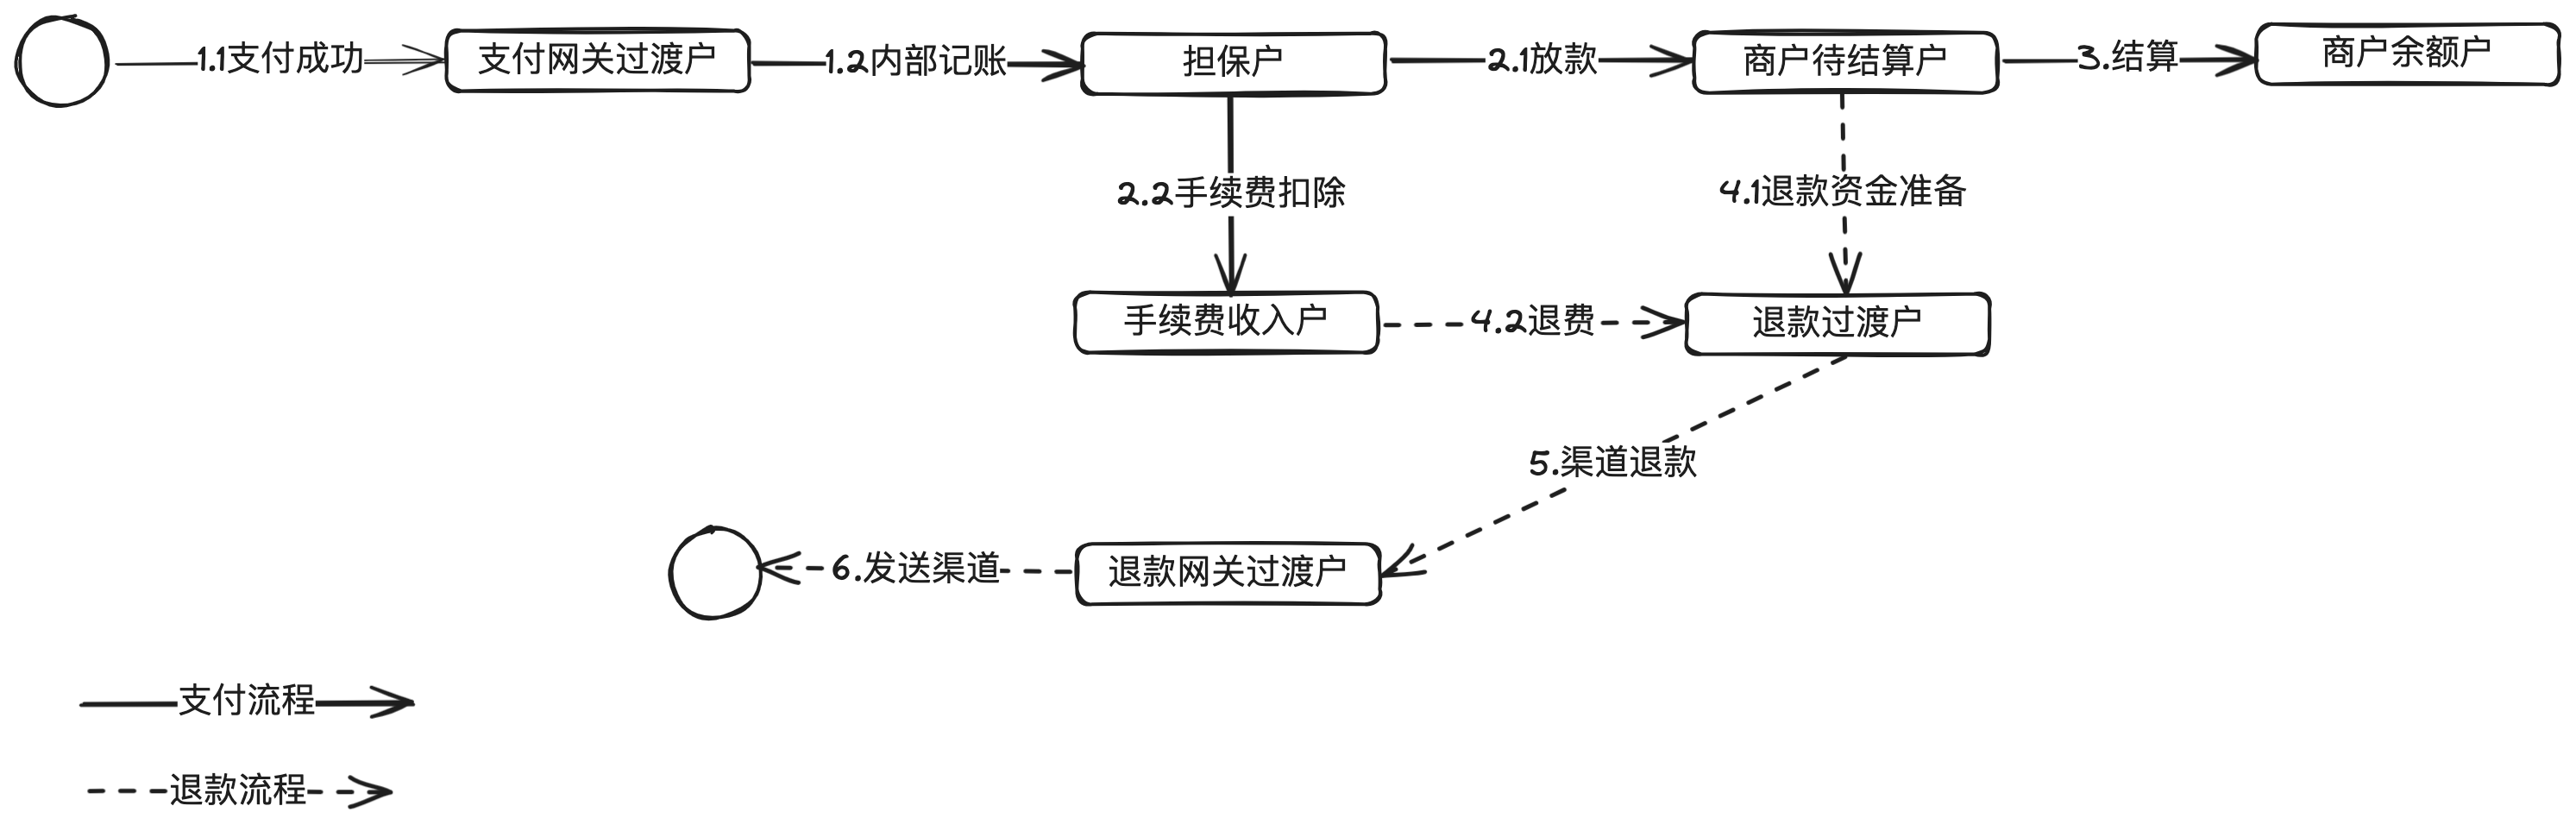 1.1支付成功
支付网关过渡户
1.2内部记账
担保户
2.1放款
商户待结算户
3.结算
商户余额户
2.2手续费扣除
4.1退款资金准备
手续费收入户
4.2退费
退款过渡户
5.渠道退款
6.发送渠道
退款网关过渡户
支付流程
退款流程